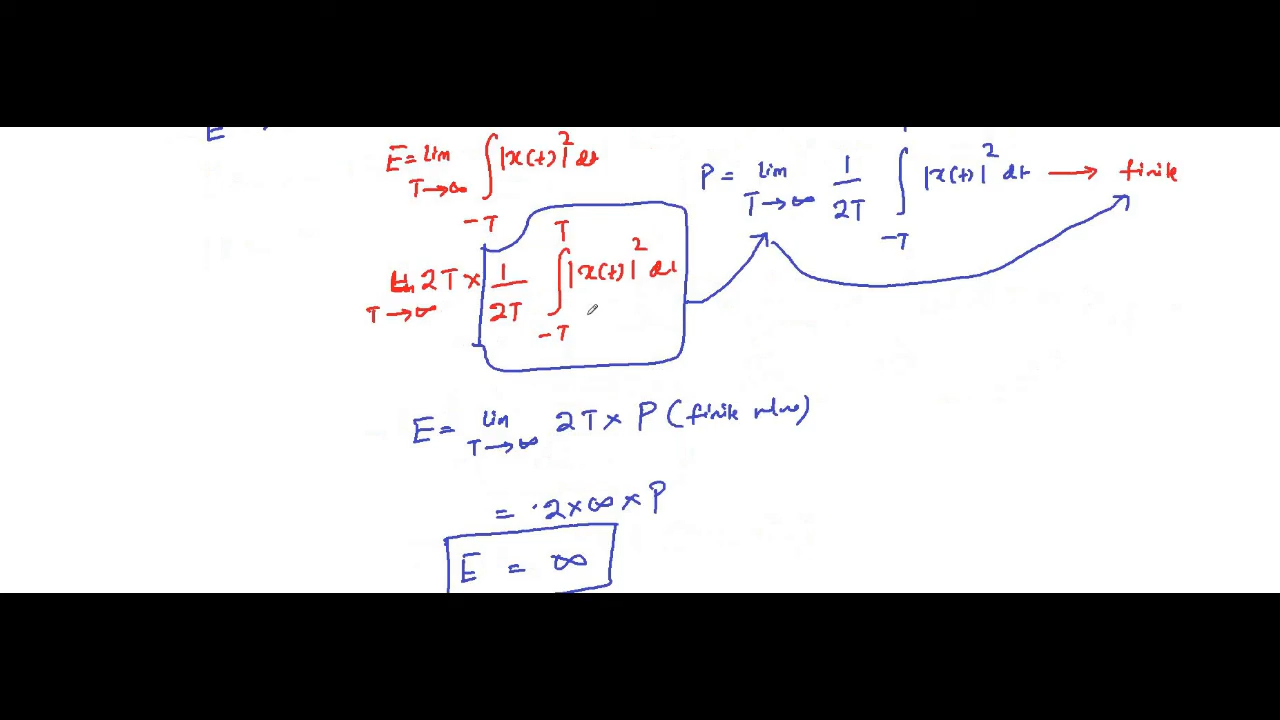 E
E = Lim T→∞ ∫ -T |x(t)|² dt
P = lim T→∞ 1/2T ∫ -T |x(t)|² dt → finite
T→∞ 2T × 1/2T ∫ -T T |x(t)|² dt
E = lim T→∞ 2T × P (finite value)
= .2×∞×P
E = ∞